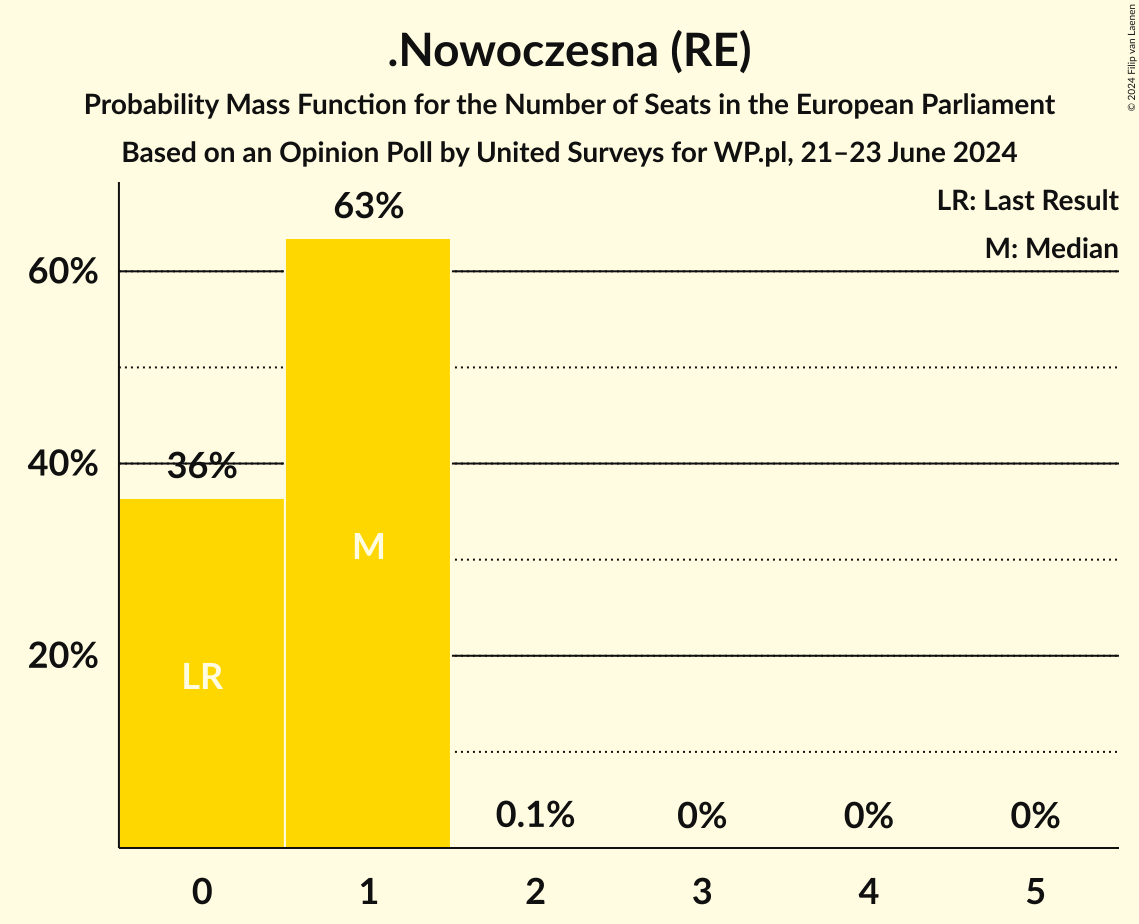 .Nowoczesna (RE)
Probability Mass Function for the Number of Seats in the European Parliament
Based on an Opinion Poll by United Surveys for WP.pl, 21–23 June 2024
© 2024 Filip van Laenen
LR: Last Result
M: Median
63%
60%
40%
36%
M
20%
LR
0.1%
0%
0%
0%
0
1
2
3
4
5